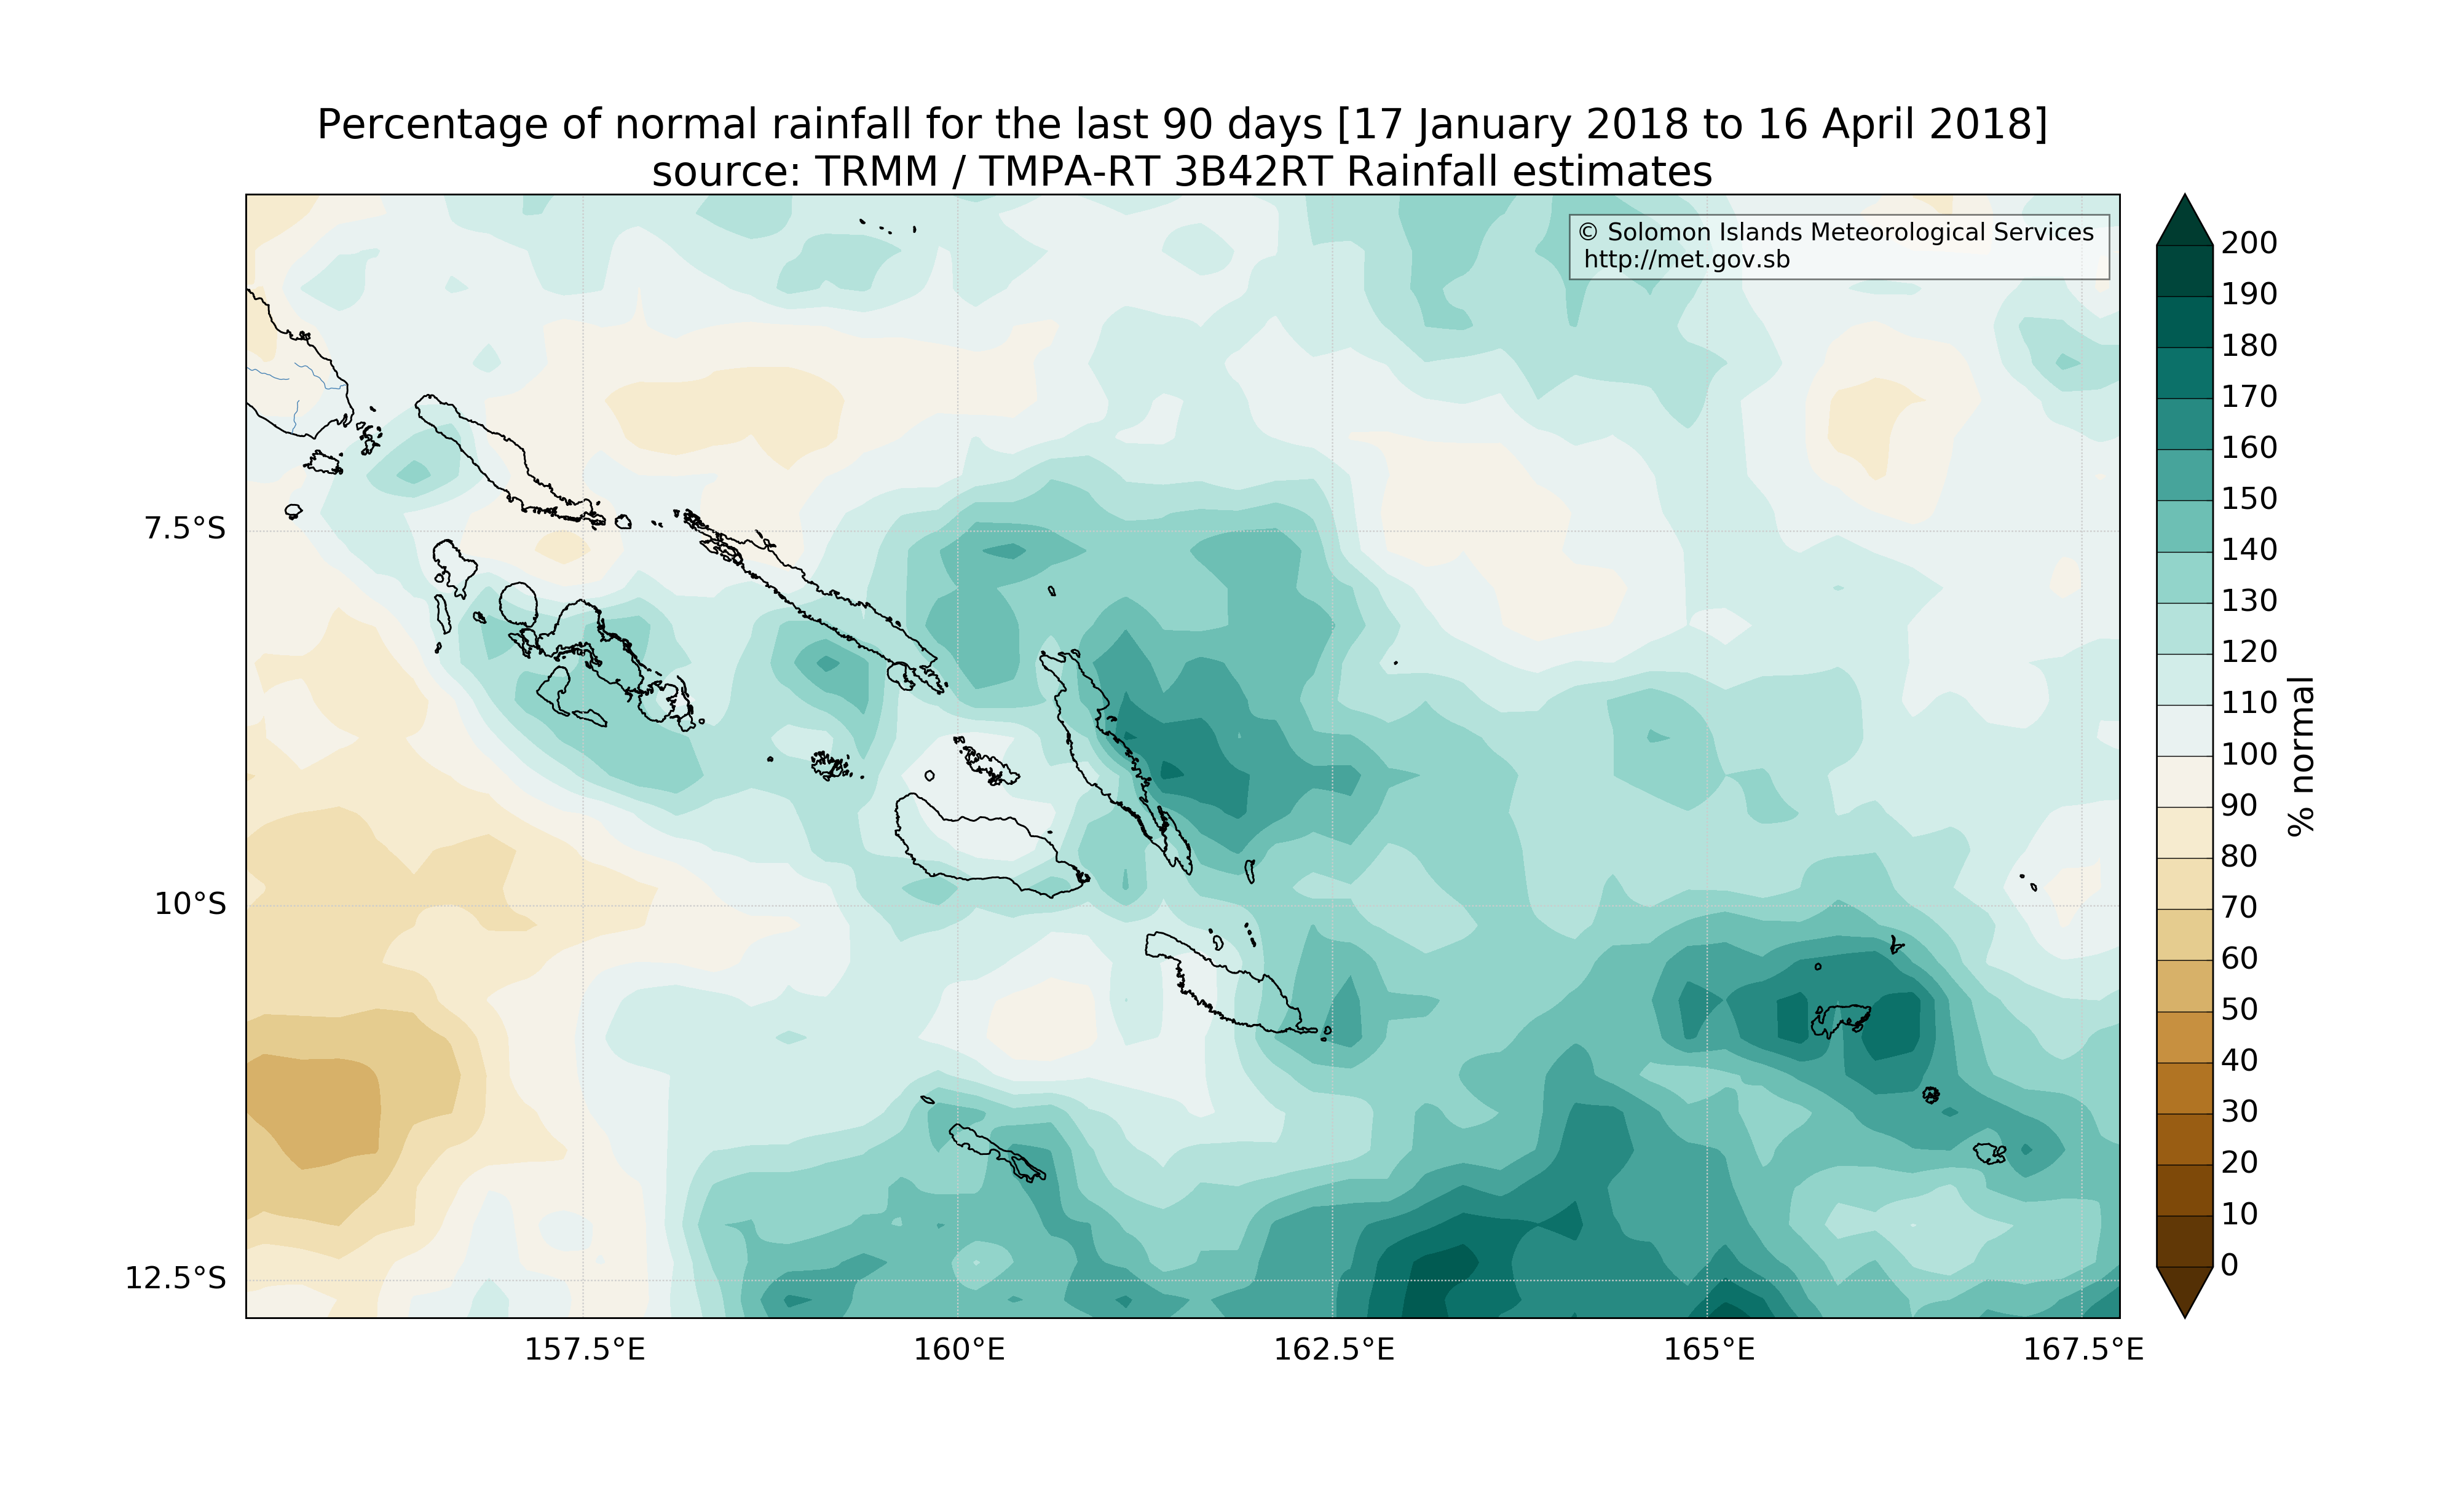 Percentage of normal rainfall for the last 90 days [17 January 2018 to 16 April 2018]
source: TRMM / TMPA-RT 3B42RT Rainfall estimates
© Solomon Islands Meteorological Services
http://met.gov.sb
7.5°S
10°S
12.5°S
157.5°E
160°E
162.5°E
165°E
167.5°E
200
190
180
170
160
150
140
130
120
110
100
90
80
70
60
50
40
30
20
10
0
% normal